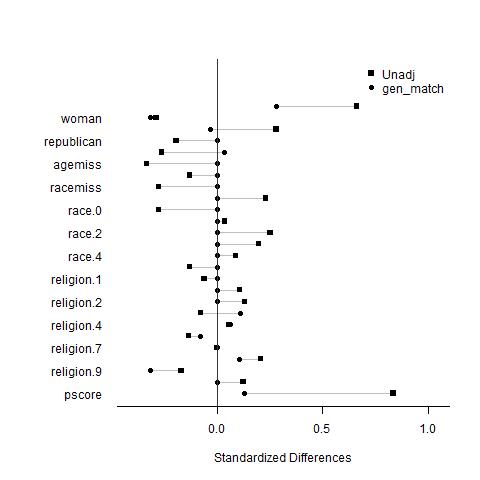 Unadj
gen_match
woman
republican
agemiss
racemiss
race.0
race.2
race.4
religion.1
religion.2
religion.4
religion.7
religion.9
pscore
0.0 0.5 1.0
Standardized Differences